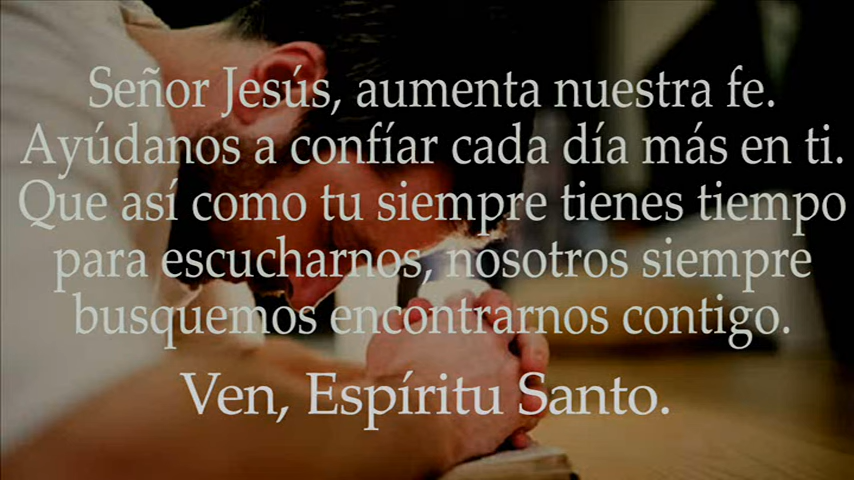 Señor Jesús, aumenta nuestra fe.
Ayúdanos a confíar cada día más en ti.
Que así como tu siempre tienes tiempo
para escucharnos, nosotros siempre
busquemos encontrarnos contigo.
Ven, Espíritu Santo.